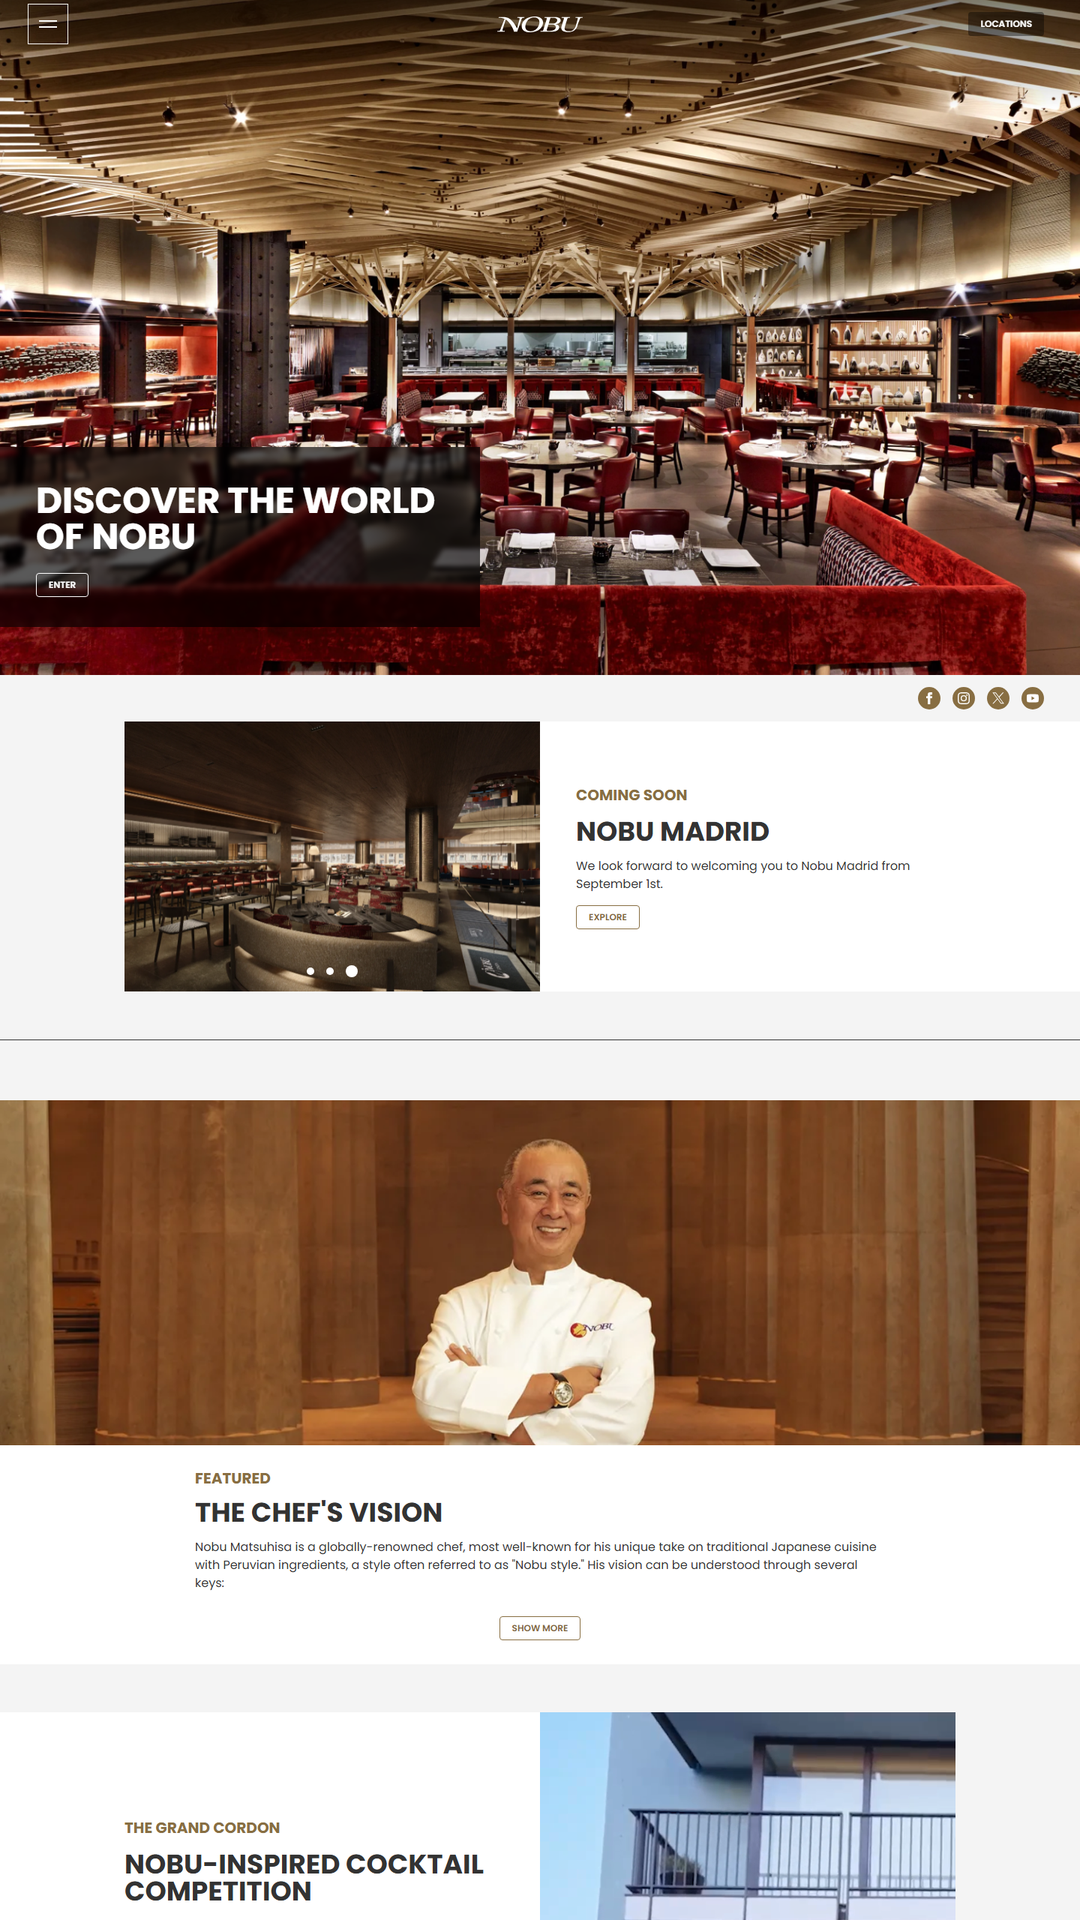 NOBU
LOCATIONS
DISCOVER THE WORLD
OF NOBU
ENTER
COMING SOON
NOBU MADRID
We look forward to welcoming you to Nobu Madrid from
September 1st.
EXPLORE
NOBU
FEATURED
THE CHEF'S VISION
Nobu Matsuhisa is a globally-renowned chef, most well-known for his unique take on traditional Japanese cuisine
with Peruvian ingredients, a style often referred to as "Nobu style." His vision can be understood through several
keys:
SHOW MORE
THE GRAND CORDON
NOBU-INSPIRED COCKTAIL
COMPETITION